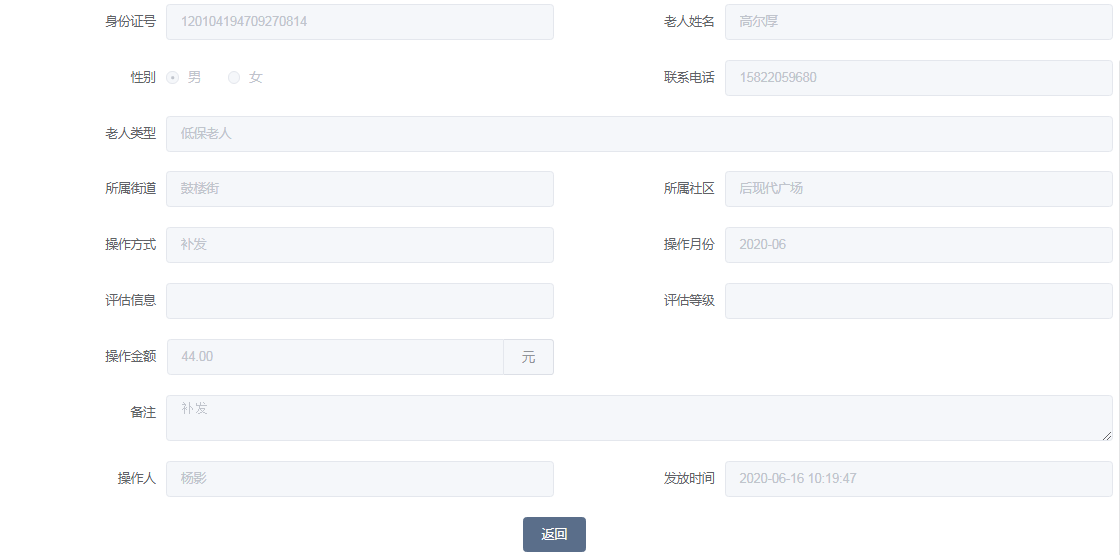 身份证号 120104194709270814 老人姓名 高尔厚
性别 男 女 联系电话 15822059680
老人类型 低保老人
所属街道 鼓楼街 所属社区 后现代广场
操作方式 补发 操作月份 2020-06
评估信息 评估等级
操作金额 44.00 元
备注 补发
操作人 杨影 发放时间 2020-06-16 10:19:47
返回